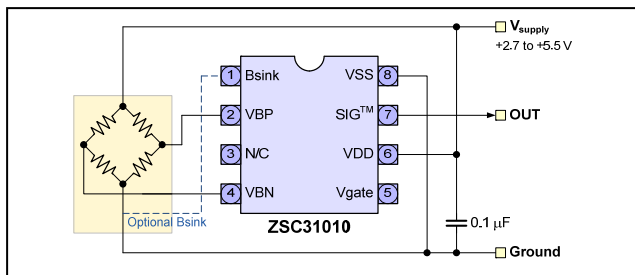 Vsupply
+2.7 to +5.5 V
1 Bsink VSS 8
2 VBP SIG™ 7 OUT
3 N/C VDD 6
4 VBN Vgate 5
Optional Bsink
0.1 µF
ZSC31010
Ground